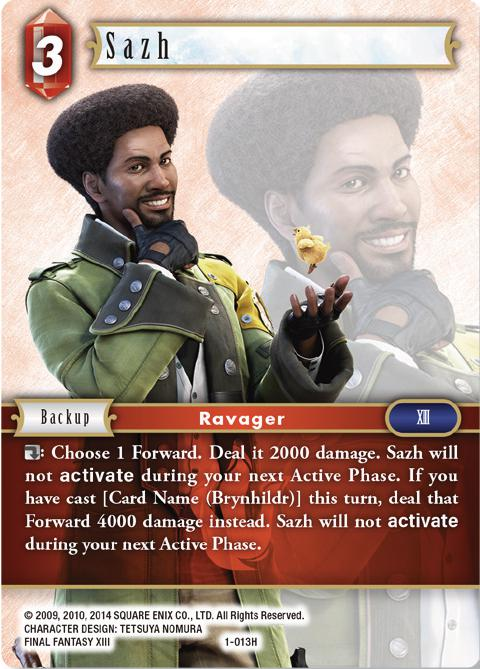 3
Sazh
Backup
Ravager
XIII
: Choose 1 Forward. Deal it 2000 damage. Sazh will
not activate during your next Active Phase. If you
have cast [Card Name (Brynhildr)] this turn, deal that
Forward 4000 damage instead. Sazh will not activate
during your next Active Phase.
© 2009, 2010, 2014 SQUARE ENIX CO., LTD. All Rights Reserved.
CHARACTER DESIGN: TETSUYA NOMURA
FINAL FANTASY XIII 1-013H